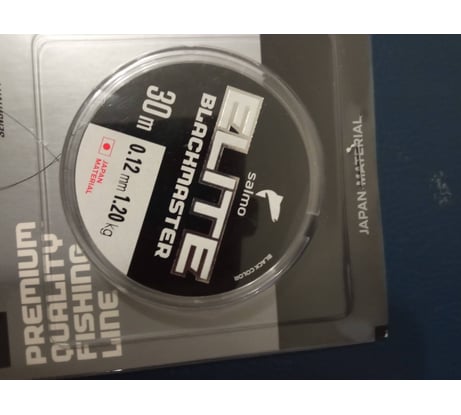 salmo
ELITE
BLACKMASTER
30m
0.12 mm 1.20 kg
JAPAN
MATERIAL
BLACK COLOR
PREMIUM
QUALITY
FISHING
LINE
JAPAN MATERIAL